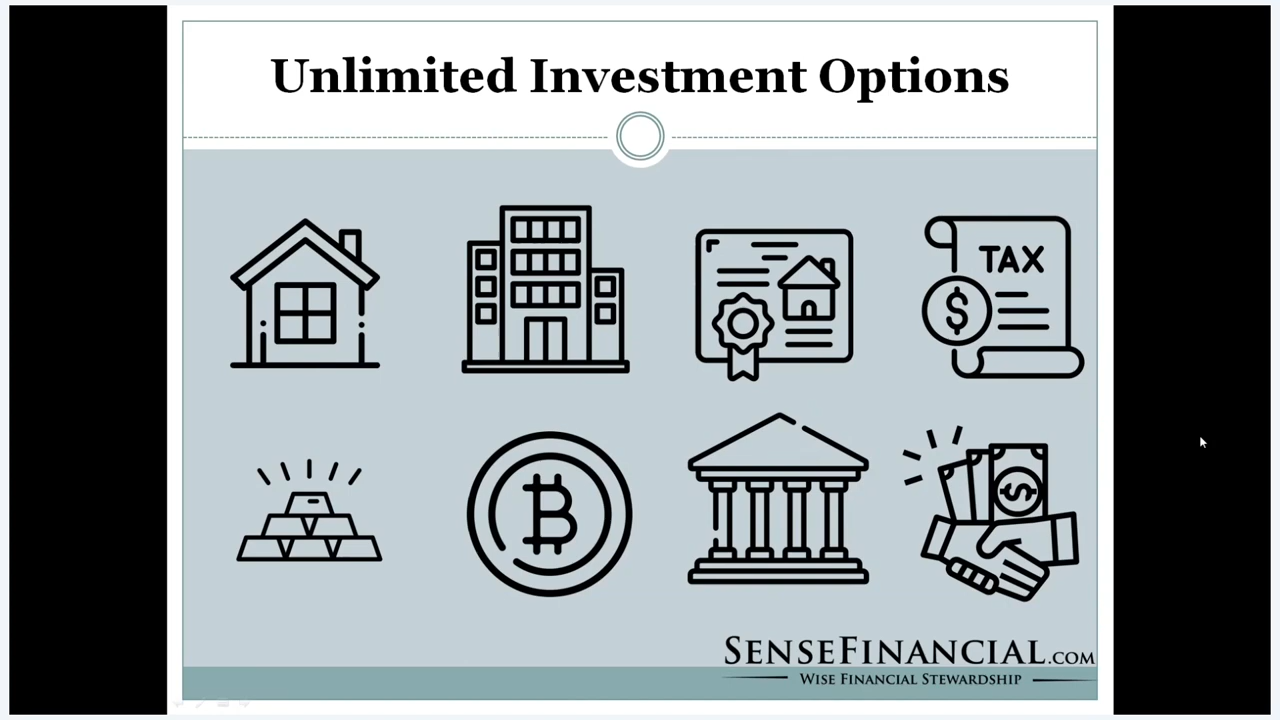 Unlimited Investment Options
TAX
$
SENSEFINANCIAL.COM
WISE FINANCIAL STEWARDSHIP